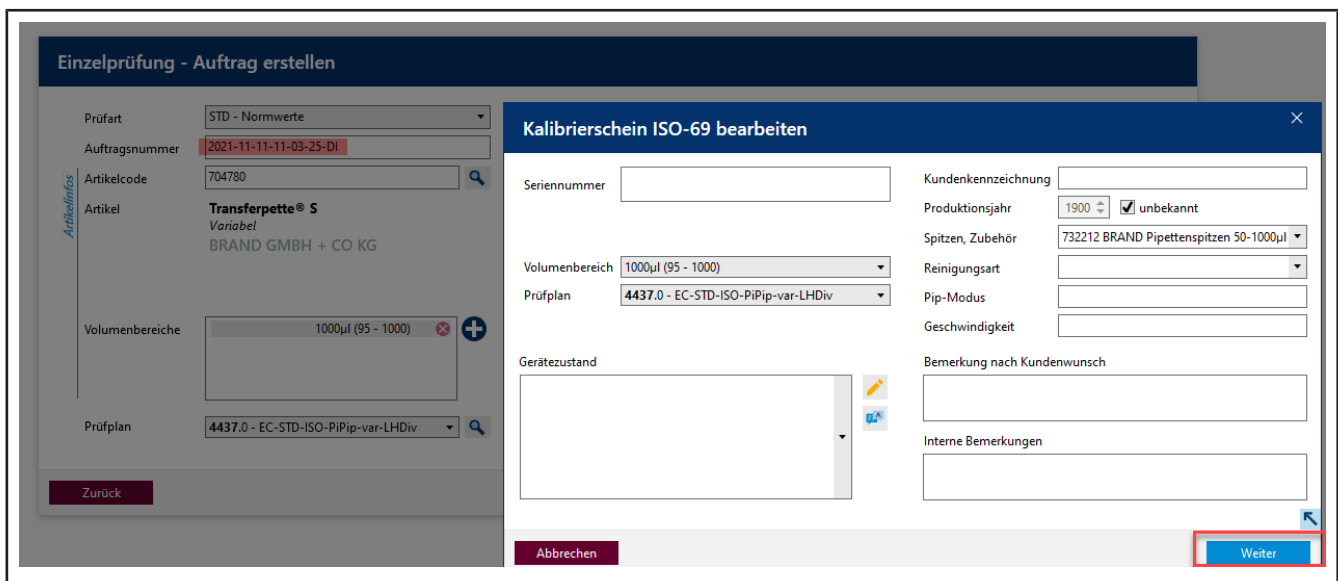 Einzelprüfung - Auftrag erstellen
Prüfart
STD - Normwerte
Auftragsnummer
2021-11-11-11-03-25-DI
Artikelinfos
Artikelcode
704780
Artikel
Transferpette® S
Variabel
BRAND GMBH + CO KG
Volumenbereiche
1000µl (95 - 1000)
Prüfplan
4437.0 - EC-STD-ISO-PiPip-var-LHDiv
Zurück
Kalibrierschein ISO-69 bearbeiten
Seriennummer
Volumenbereich
1000µl (95 - 1000)
Prüfplan
4437.0 - EC-STD-ISO-PiPip-var-LHDiv
Gerätezustand
Kundenkennzeichnung
Produktionsjahr
1900
unbekannt
Spitzen, Zubehör
732212 BRAND Pipettenspitzen 50-1000µl
Reinigungsart
Pip-Modus
Geschwindigkeit
Bemerkung nach Kundenwunsch
Interne Bemerkungen
Abbrechen
Weiter